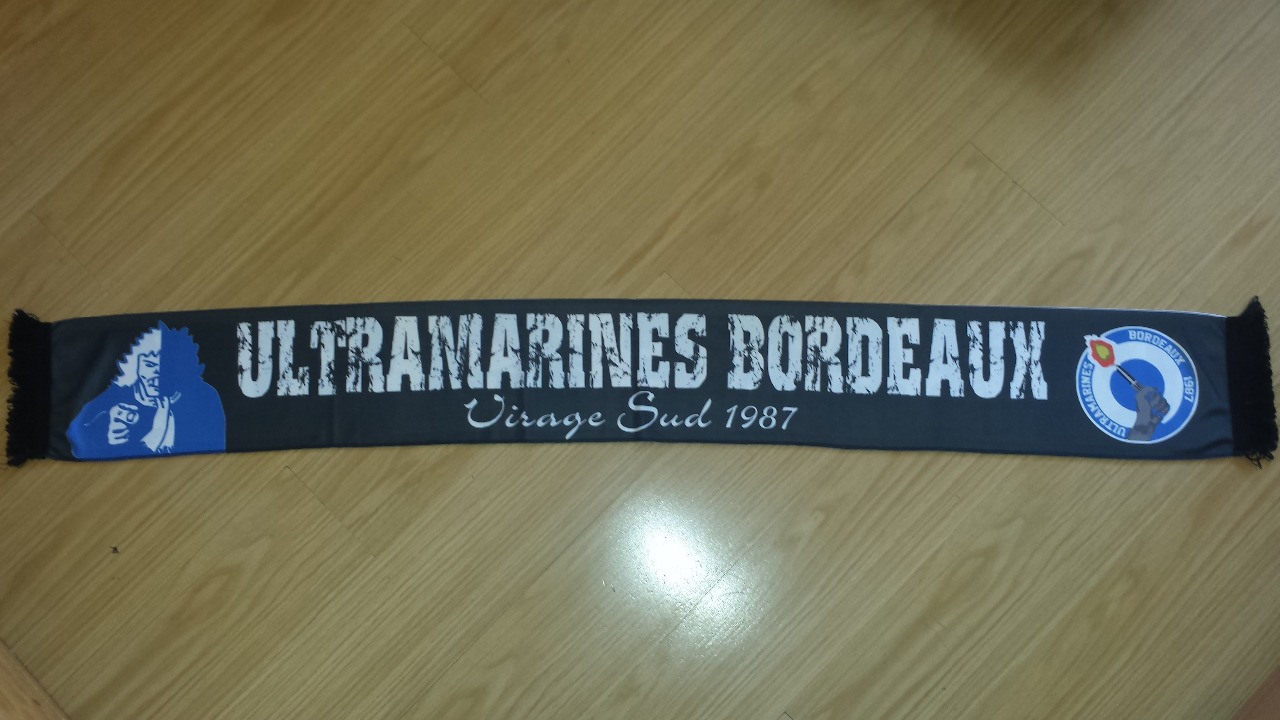 ULTRAMARINES BORDEAUX
Virage Sud 1987
ULTRAMARINES BORDEAUX 1987